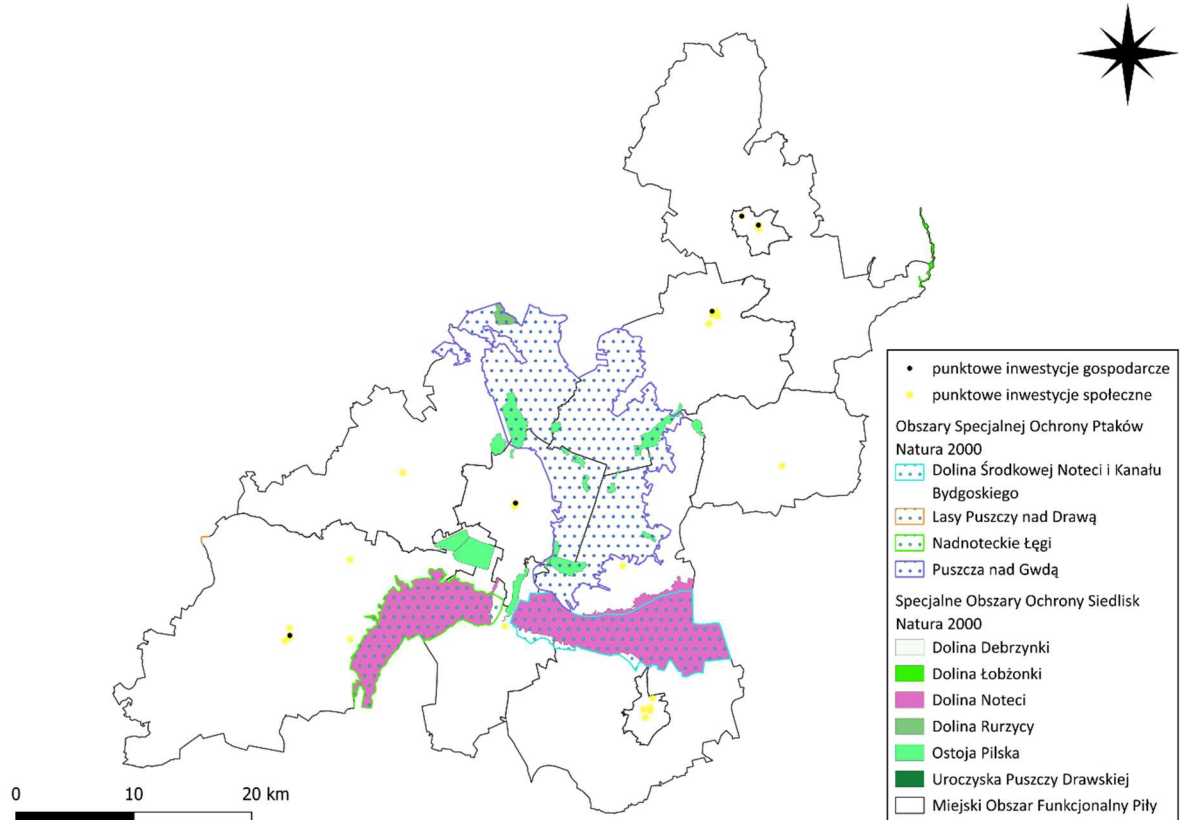 punktowe inwestycje gospodarcze
punktowe inwestycje społeczne
Obszary Specjalnej Ochrony Ptaków
Natura 2000
Dolina Środkowej Noteci i Kanału
Bydgoskiego
Lasy Puszczy nad Drawą
Nadnoteckie Łęgi
Puszcza nad Gwdą
Specjalne Obszary Ochrony Siedlisk
Natura 2000
Dolina Debrzynki
Dolina Łobżonki
Dolina Noteci
Dolina Rurzycy
Ostoja Pilska
Uroczyska Puszczy Drawskiej
Miejski Obszar Funkcjonalny Piły
0 10 20 km